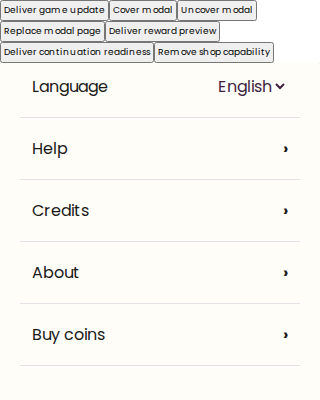 Deliver game update Cover modal Uncover modal
Replace modal page Deliver reward preview
Deliver continuation readiness Remove shop capability
Language English
Help ›
Credits ›
About ›
Buy coins ›